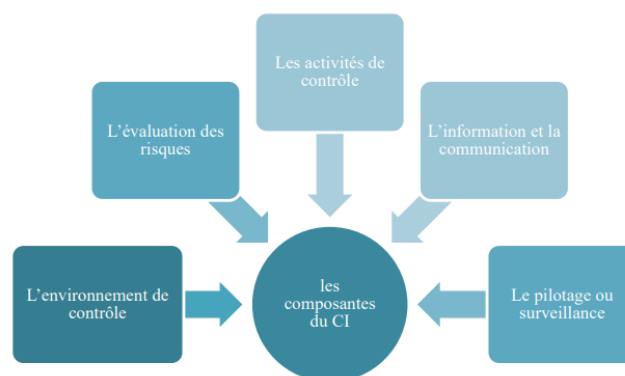 Les activités de
contrôle
L'évaluation des
risques
L'information et la
communication
L'environnement de
contrôle
les
composantes
du CI
Le pilotage ou
surveillance